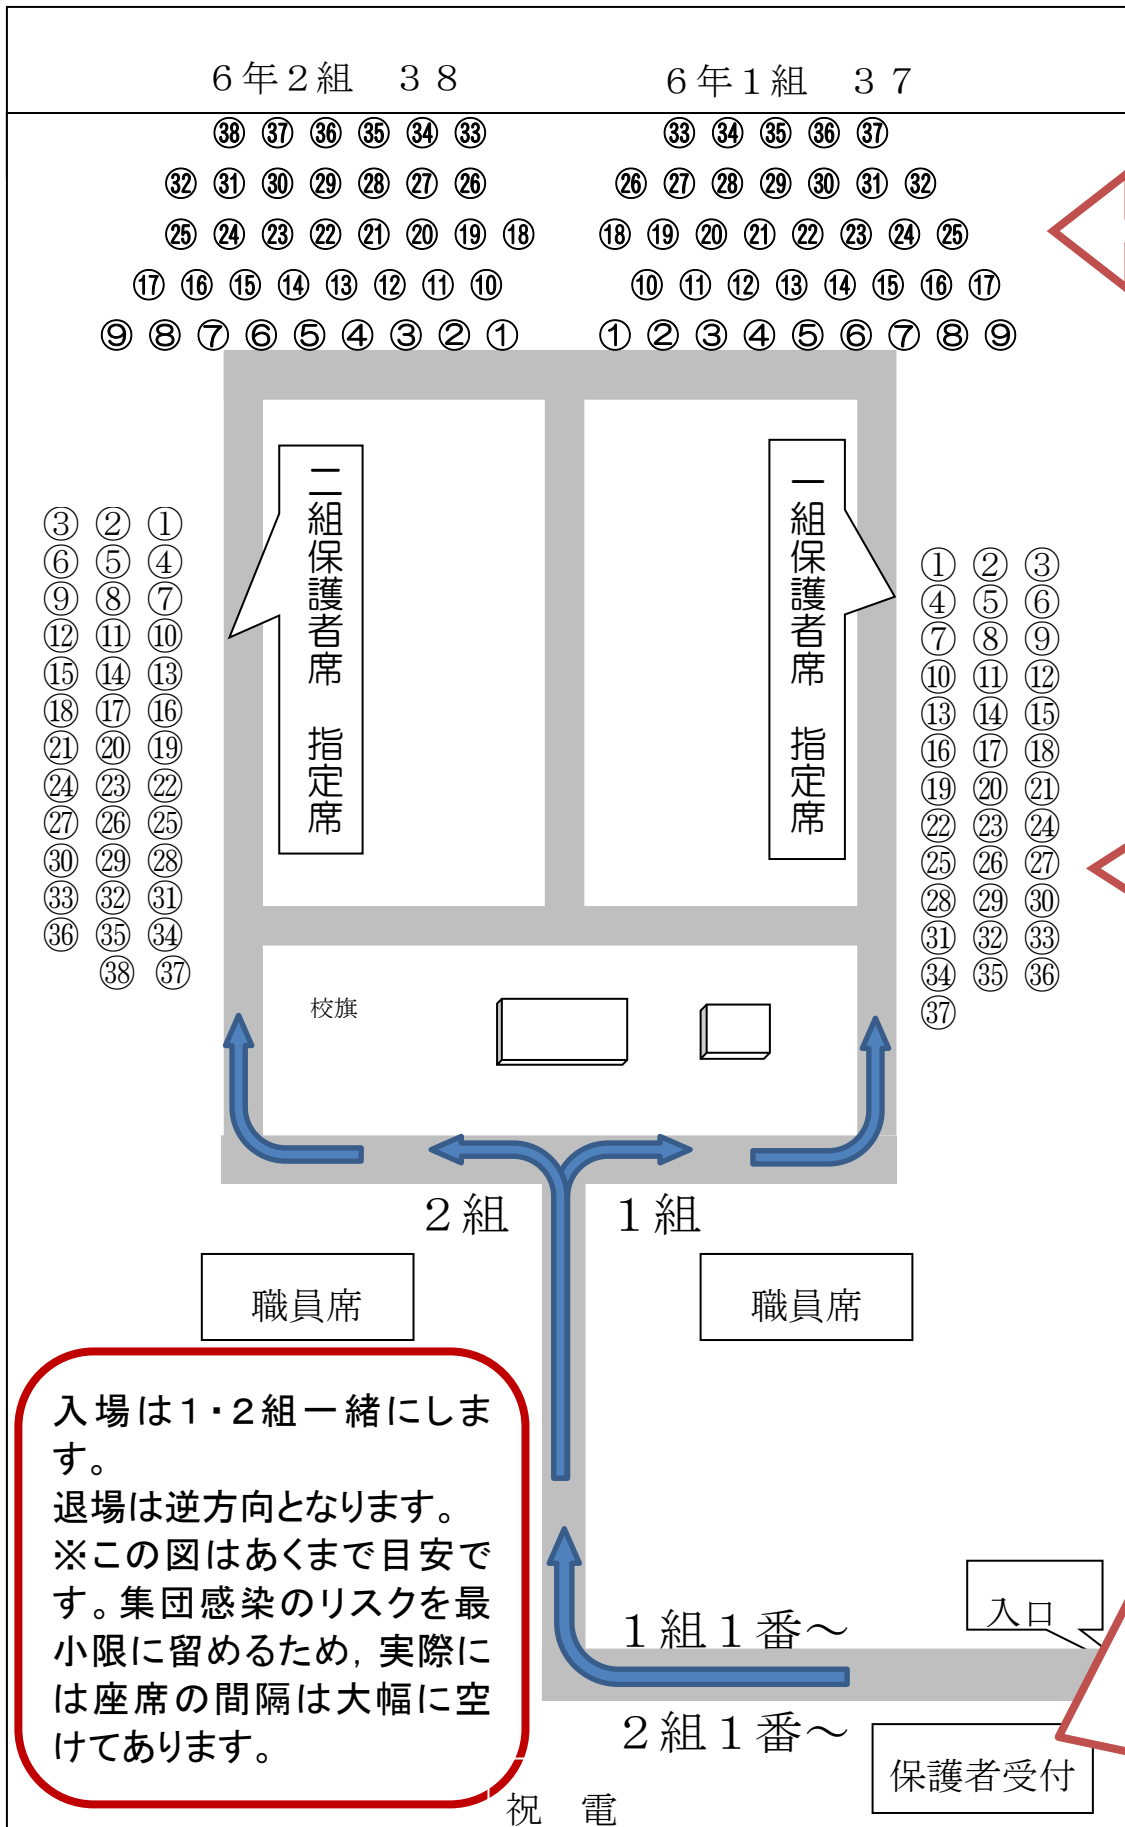 ６年２組　３８　　　　６年１組　３７
㊳ ㊲ ㊱ ㉟ ㉞ ㉝　　　　㉝ ㉞ ㉟ ㊱ ㊲
㉜ ㉛ ㉚ ㉙ ㉘ ㉗ ㉖　　　　㉖ ㉗ ㉘ ㉙ ㉚ ㉛ ㉜
㉕ ㉔ ㉓ ㉒ ㉑ ⑳ ⑲ ⑱　　　　⑱ ⑲ ⑳ ㉑ ㉒ ㉓ ㉔ ㉕
⑰ ⑯ ⑮ ⑭ ⑬ ⑫ ⑪ ⑩　　　　⑩ ⑪ ⑫ ⑬ ⑭ ⑮ ⑯ ⑰
⑨ ⑧ ⑦ ⑥ ⑤ ④ ③ ② ①　　　　① ② ③ ④ ⑤ ⑥ ⑦ ⑧ ⑨
二組保護者席　指定席
一組保護者席　指定席
③ ② ①
⑥ ⑤ ④
⑨ ⑧ ⑦
⑫ ⑪ ⑩
⑮ ⑭ ⑬
⑱ ⑰ ⑯
㉑ ⑳ ⑲
㉔ ㉓ ㉒
㉗ ㉖ ㉕
㉚ ㉙ ㉘
㉝ ㉜ ㉛
㊱ ㉟ ㉞
㊳ ㊲
① ② ③
④ ⑤ ⑥
⑦ ⑧ ⑨
⑩ ⑪ ⑫
⑬ ⑭ ⑮
⑯ ⑰ ⑱
⑲ ⑳ ㉑
㉒ ㉓ ㉔
㉕ ㉖ ㉗
㉘ ㉙ ㉚
㉛ ㉜ ㉝
㉞ ㉟ ㊱
㊲
校旗
２組　　１組
職員席　　職員席
入場は１・２組一緒にしま
す。
退場は逆方向となります。
※この図はあくまで目安で
す。集団感染のリスクを最
小限に留めるため，実際に
は座席の間隔は大幅に空
けてあります。
入口
１組１番～
２組１番～
保護者受付
祝　電